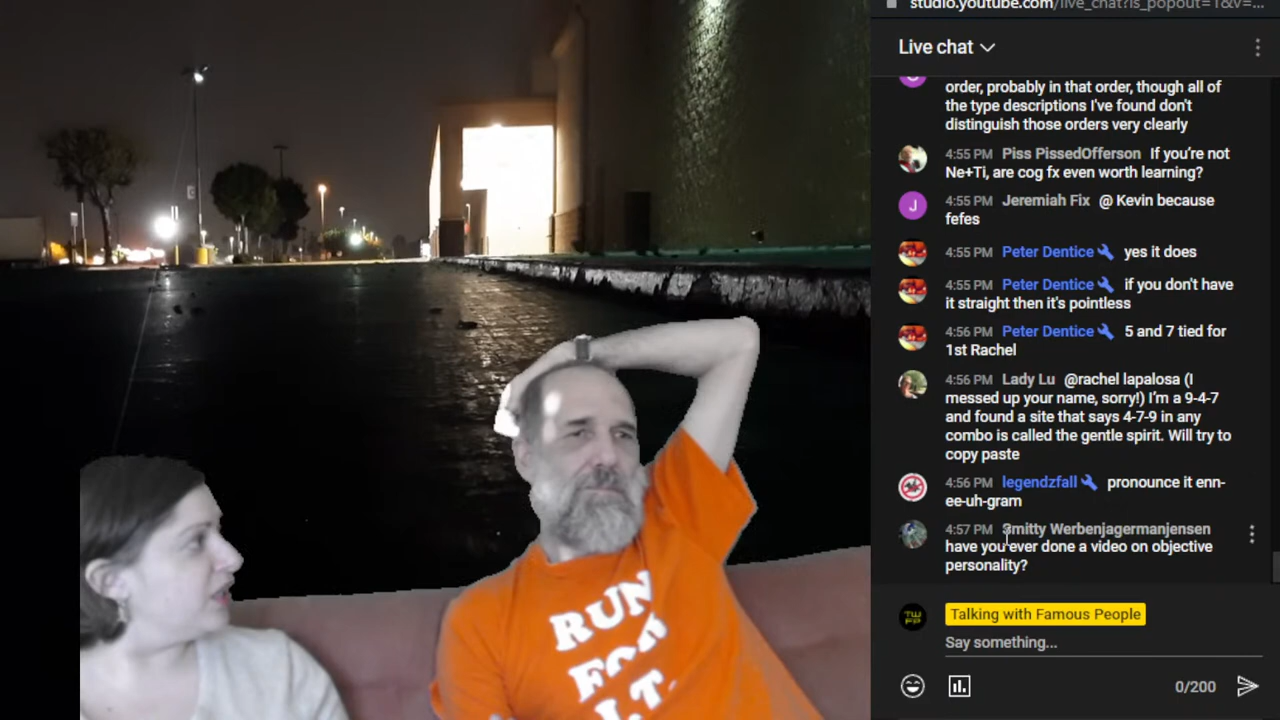 studio.youtube.com/live_chat?is_popout=1&v=...
Live chat
order, probably in that order, though all of
the type descriptions I've found don't
distinguish those orders very clearly
4:55 PM Piss PissedOfferson If you're not
Ne+Ti, are cog fx even worth learning?
J
4:55 PM Jeremiah Fix @ Kevin because
fefes
4:55 PM Peter Dentice yes it does
4:55 PM Peter Dentice if you don't have
it straight then it's pointless
4:56 PM Peter Dentice 5 and 7 tied for
1st Rachel
4:56 PM Lady Lu @rachel lapalosa (I
messed up your name, sorry!) I'm a 9-4-7
and found a site that says 4-7-9 in any
combo is called the gentle spirit. Will try to
copy paste
4:56 PM legendzfall pronounce it enn-
ee-uh-gram
4:57 PM Smitty Werbenjagermanjensen
have you ever done a video on objective
personality?
TW
FP
Talking with Famous People
Say something...
0/200
RUN
FOR